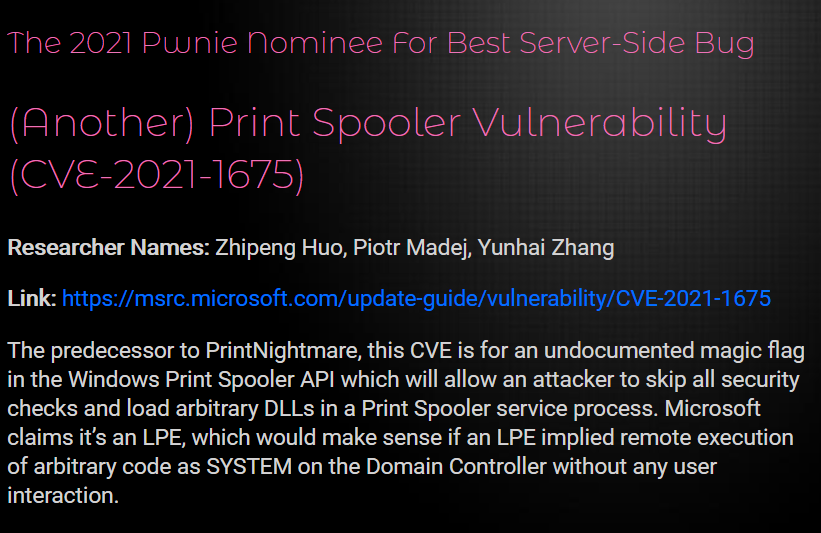 The 2021 Pwnie Nominee For Best Server-Side Bug
(Another) Print Spooler Vulnerability
(CVE-2021-1675)
Researcher Names: Zhipeng Huo, Piotr Madej, Yunhai Zhang
Link: https://msrc.microsoft.com/update-guide/vulnerability/CVE-2021-1675
The predecessor to PrintNightmare, this CVE is for an undocumented magic flag
in the Windows Print Spooler API which will allow an attacker to skip all security
checks and load arbitrary DLLs in a Print Spooler service process. Microsoft
claims it’s an LPE, which would make sense if an LPE implied remote execution
of arbitrary code as SYSTEM on the Domain Controller without any user
interaction.